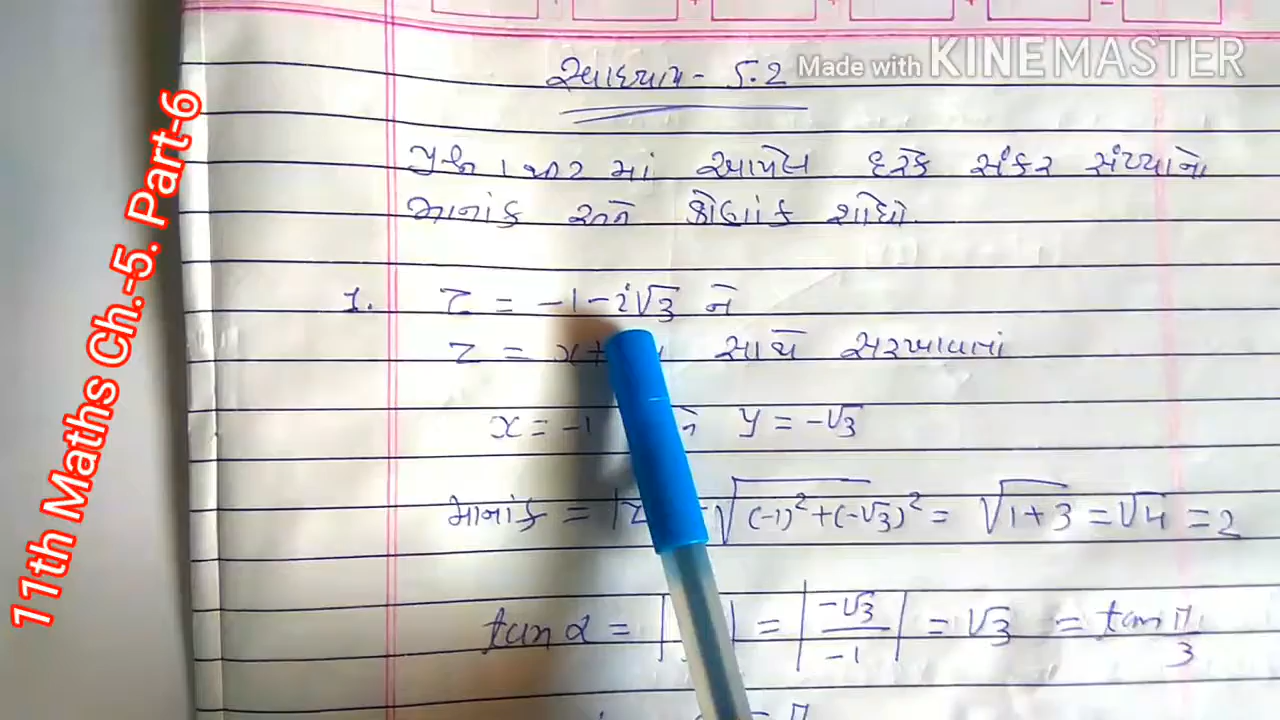 Made with KINEMASTER
સ્વાધ્યાય- 5.2
પ્રશ્ન 1 અને 2 માં આપેલ દરેક સંકર સંખ્યાનો
માનાંક અને કોણાંક શોધો.
1. z = -1-i√3 ને
z = x+ સાથે સરખાવતાં
x = -1 y = -√3
માનાંક = |z √(-1)²+(-√3)² = √1+3 = √4 = 2
tan α = | | = |-√3/-1| = √3 = tan π/3
= π
11th Maths Ch.-5. Part-6